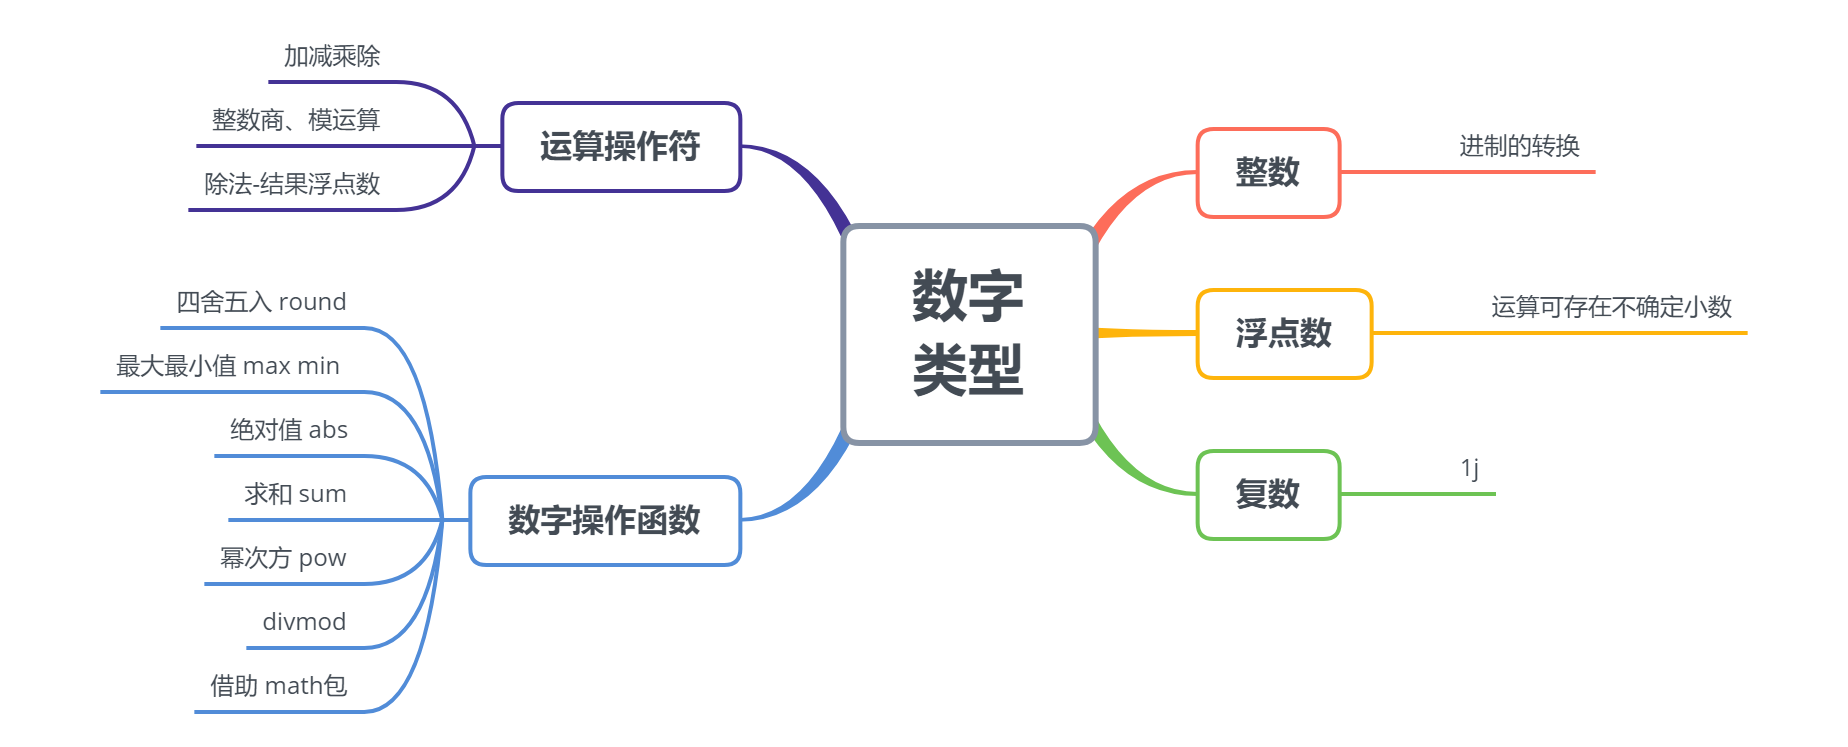 数字
类型
整数
进制的转换
浮点数
运算可存在不确定小数
复数
1j
运算操作符
加减乘除
整数商、模运算
除法-结果浮点数
数字操作函数
四舍五入 round
最大最小值 max min
绝对值 abs
求和 sum
幂次方 pow
divmod
借助 math包